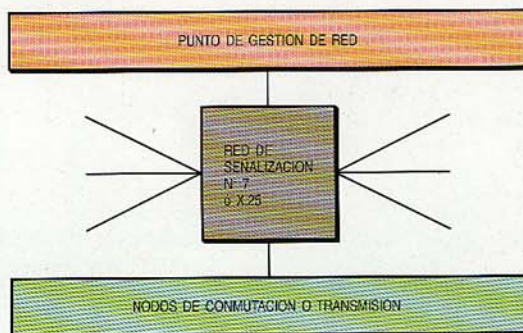 PUNTO DE GESTION DE RED
RED DE
SEÑALIZACION
Nº 7
ó X.25
NODOS DE CONMUTACION O TRANSMISION